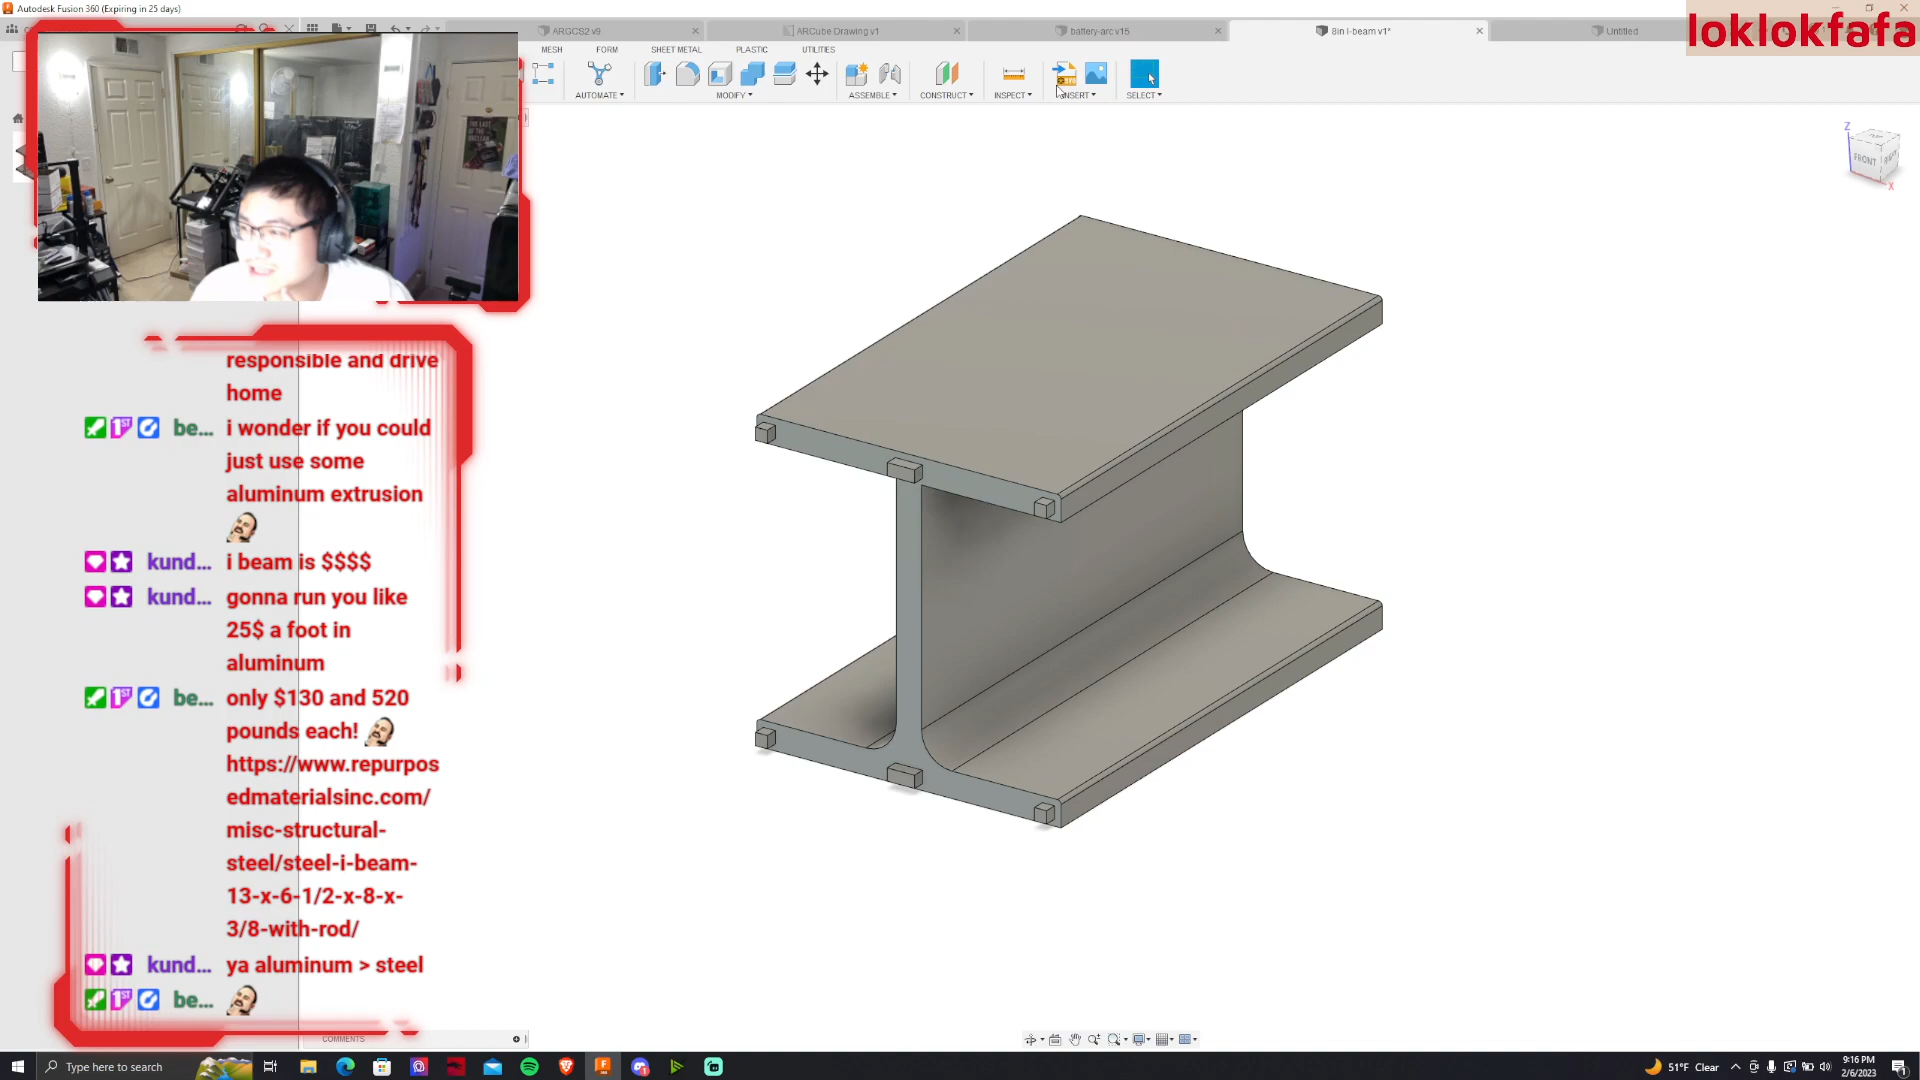 Autodesk Fusion 360 (Expiring in 25 days)
ARGCS2 v9
ARCube Drawing v1
battery-arc v15
8in I-beam v1*
Untitled
loklokfafa
MESH
FORM
SHEET METAL
PLASTIC
UTILITIES
AUTOMATE
MODIFY
ASSEMBLE
CONSTRUCT
INSPECT
INSERT
SELECT
Z
FRONT
X
responsible and drive
home
be... i wonder if you could
just use some
aluminum extrusion
kund... i beam is $$$$
kund... gonna run you like
25$ a foot in
aluminum
be... only $130 and 520
pounds each!
https://www.repurpos
edmaterialsinc.com/
misc-structural-
steel/steel-i-beam-
13-x-6-1/2-x-8-x-
3/8-with-rod/
kund... ya aluminum > steel
be...
COMMENTS
Type here to search
51°F Clear
9:16 PM
2/6/2023